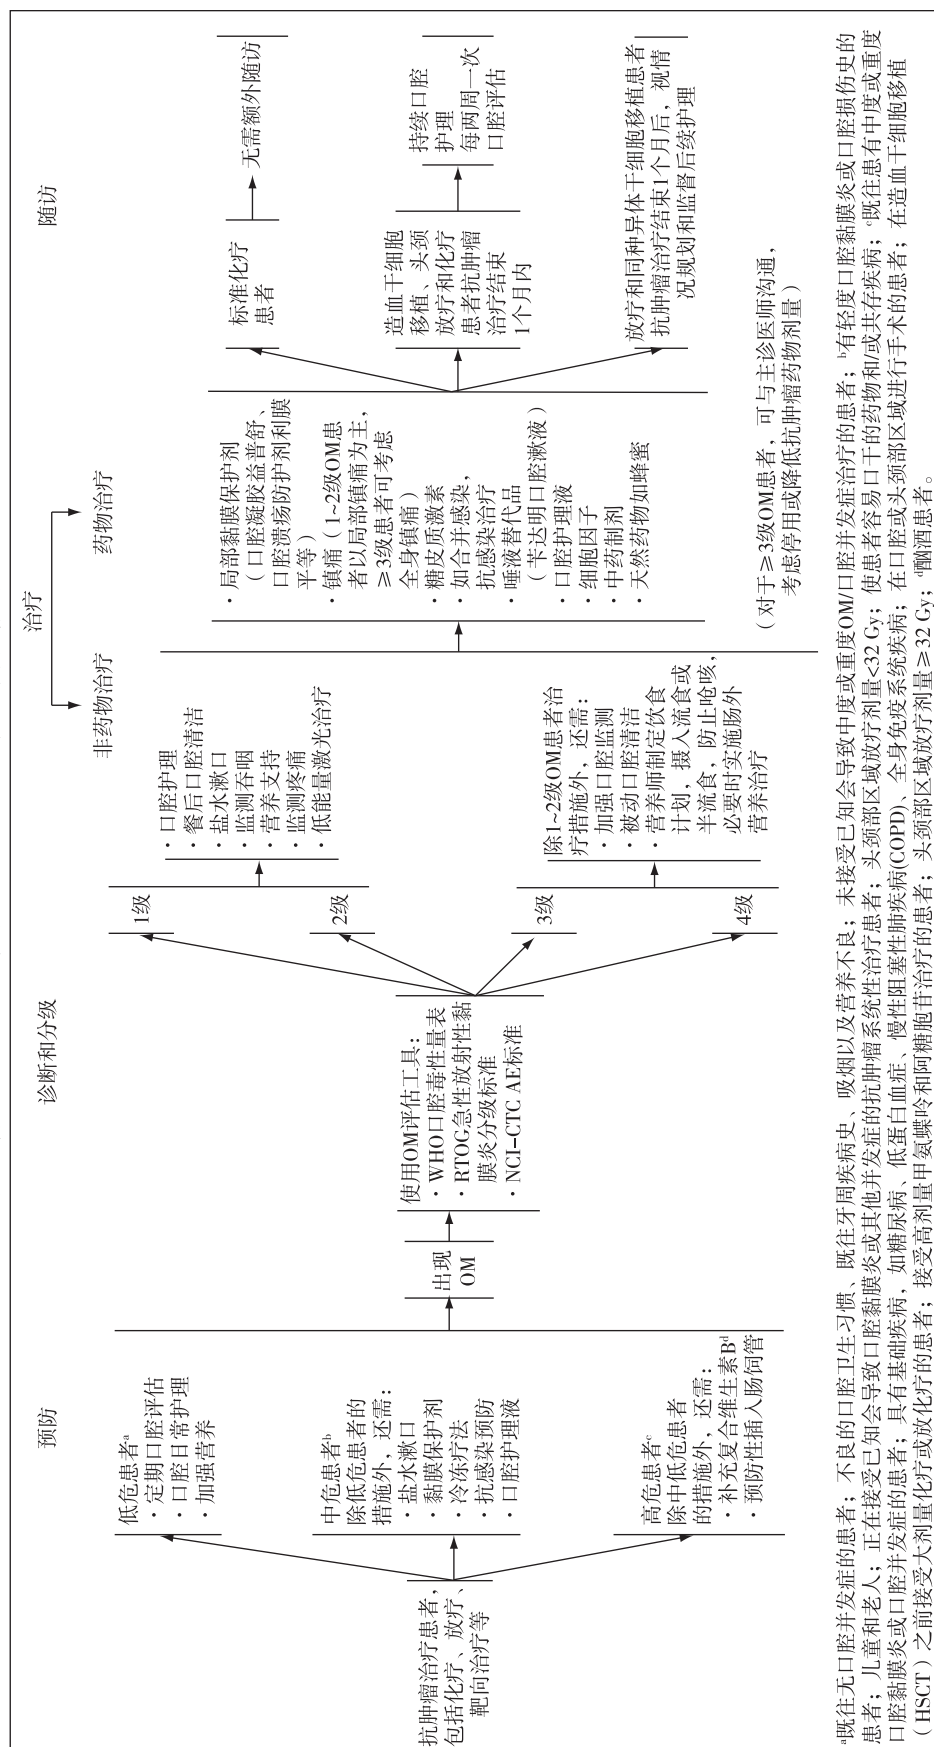 预防
诊断和分级
治疗
非药物治疗
药物治疗
随访
抗肿瘤治疗患者,
包括化疗、放疗、
靶向治疗等
低危患者a
· 定期口腔评估
· 口腔日常护理
· 加强营养
中危患者b
除低危患者的
措施外，还需:
· 盐水漱口
· 黏膜保护剂
· 冷冻疗法
· 抗感染预防
· 口腔护理液
高危患者c
除中低危患者
的措施外，还需:
· 补充复合维生素Bd
· 预防性插入肠饲管
出现
OM
使用OM评估工具:
· WHO口腔毒性量表
· RTOG急性放射性黏
膜炎分级标准
· NCI-CTC AE标准
1级
2级
3级
4级
· 口腔护理
· 餐后口腔清洁
· 盐水漱口
· 监测吞咽
· 营养支持
· 监测疼痛
· 低能量激光治疗
除1~2级OM患者治
疗措施外，还需:
· 加强口腔监测
· 被动口腔清洁
· 营养师制定饮食
计划，摄入流食或
半流食，防止呛咳,
必要时实施肠外
营养治疗
· 局部黏膜保护剂
（口腔凝胶益普舒、
口腔溃疡防护剂利膜
平等）
· 镇痛（1~2级OM患
者以局部镇痛为主，
≥3级患者可考虑
全身镇痛）
· 糖皮质激素
· 如合并感染，
抗感染治疗
· 唾液替代品
（苄达明口腔漱液）
· 口腔护理液
· 细胞因子
· 中药制剂
· 天然药物如蜂蜜
（对于≥3级OM患者，可与主诊医师沟通，
考虑停用或降低抗肿瘤药物剂量）
标准化疗
患者
无需额外随访
造血干细胞
移植、头颈
放疗和化疗
患者抗肿瘤
治疗结束
1个月内
持续口腔
护理
每两周一次
口腔评估
放疗和同种异体干细胞移植患者
抗肿瘤治疗结束1个月后，视情
况规划和监督后续护理
a既往无口腔并发症的患者；不良的口腔卫生习惯、既往牙周疾病史、吸烟以及营养不良；未接受已知会导致中度或重度OM/口腔并发症治疗的患者；b有轻度口腔黏膜炎或口腔损伤史的
患者；儿童和老人；正在接受已知会导致口腔黏膜炎或其他并发症的抗肿瘤系统性治疗患者；头颈部区域放疗剂量<32 Gy；使患者容易口干的药物和/或共存疾病；c既往患有中度或重度
口腔黏膜炎或口腔并发症的患者；具有基础疾病，如糖尿病、低蛋白血症、慢性阻塞性肺疾病(COPD)、全身免疫系统疾病；在口腔或头颈部区域进行手术的患者；在造血干细胞移植
（HSCT）之前接受大剂量化疗或放化疗的患者；接受高剂量甲氨蝶呤和阿糖胞苷治疗的患者；头颈部区域放疗剂量≥32 Gy；d酗酒患者。